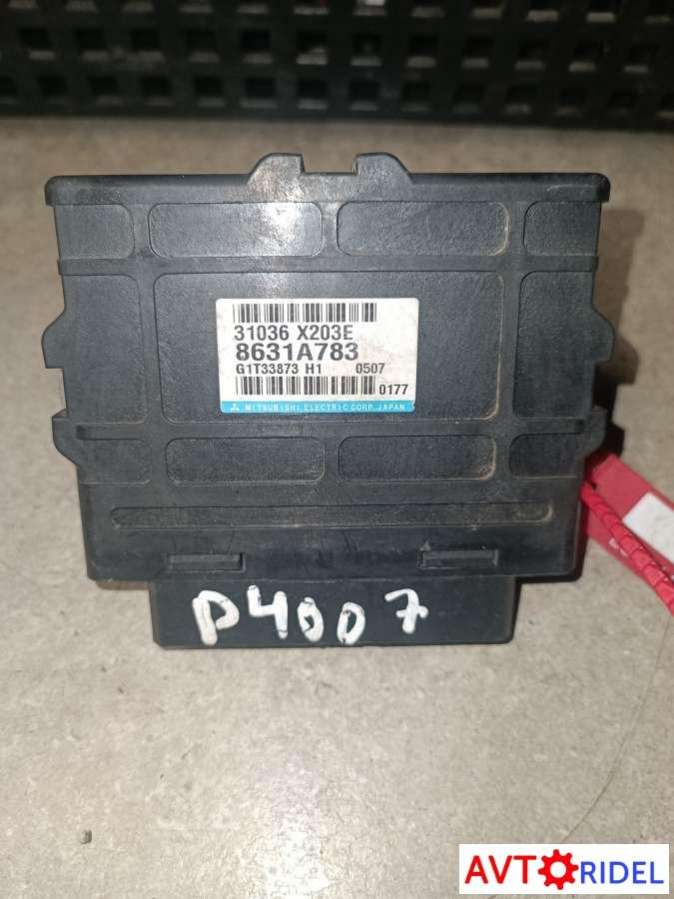 31036 X203E
8631A783
G1T33873 H1 0507
0177
MITSUBISHI ELECTRIC CORP. JAPAN
P4007
AVTORIDEL